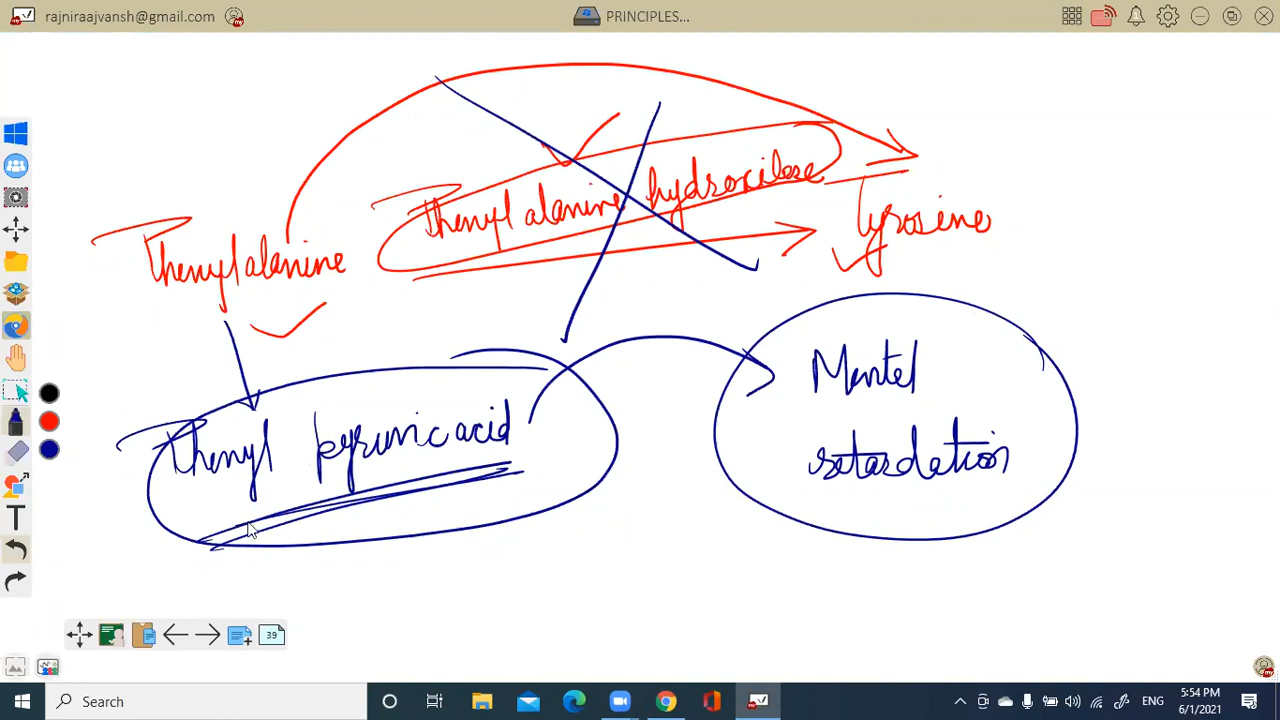 rajniraajvansh@gmail.com
PRINCIPLES...
Phenylalanine
Phenylalanine hydroxilase
Tyrosine
Phenyl pyruvic acid
Mental
retardation
39
Search
ENG
5:54 PM
6/1/2021